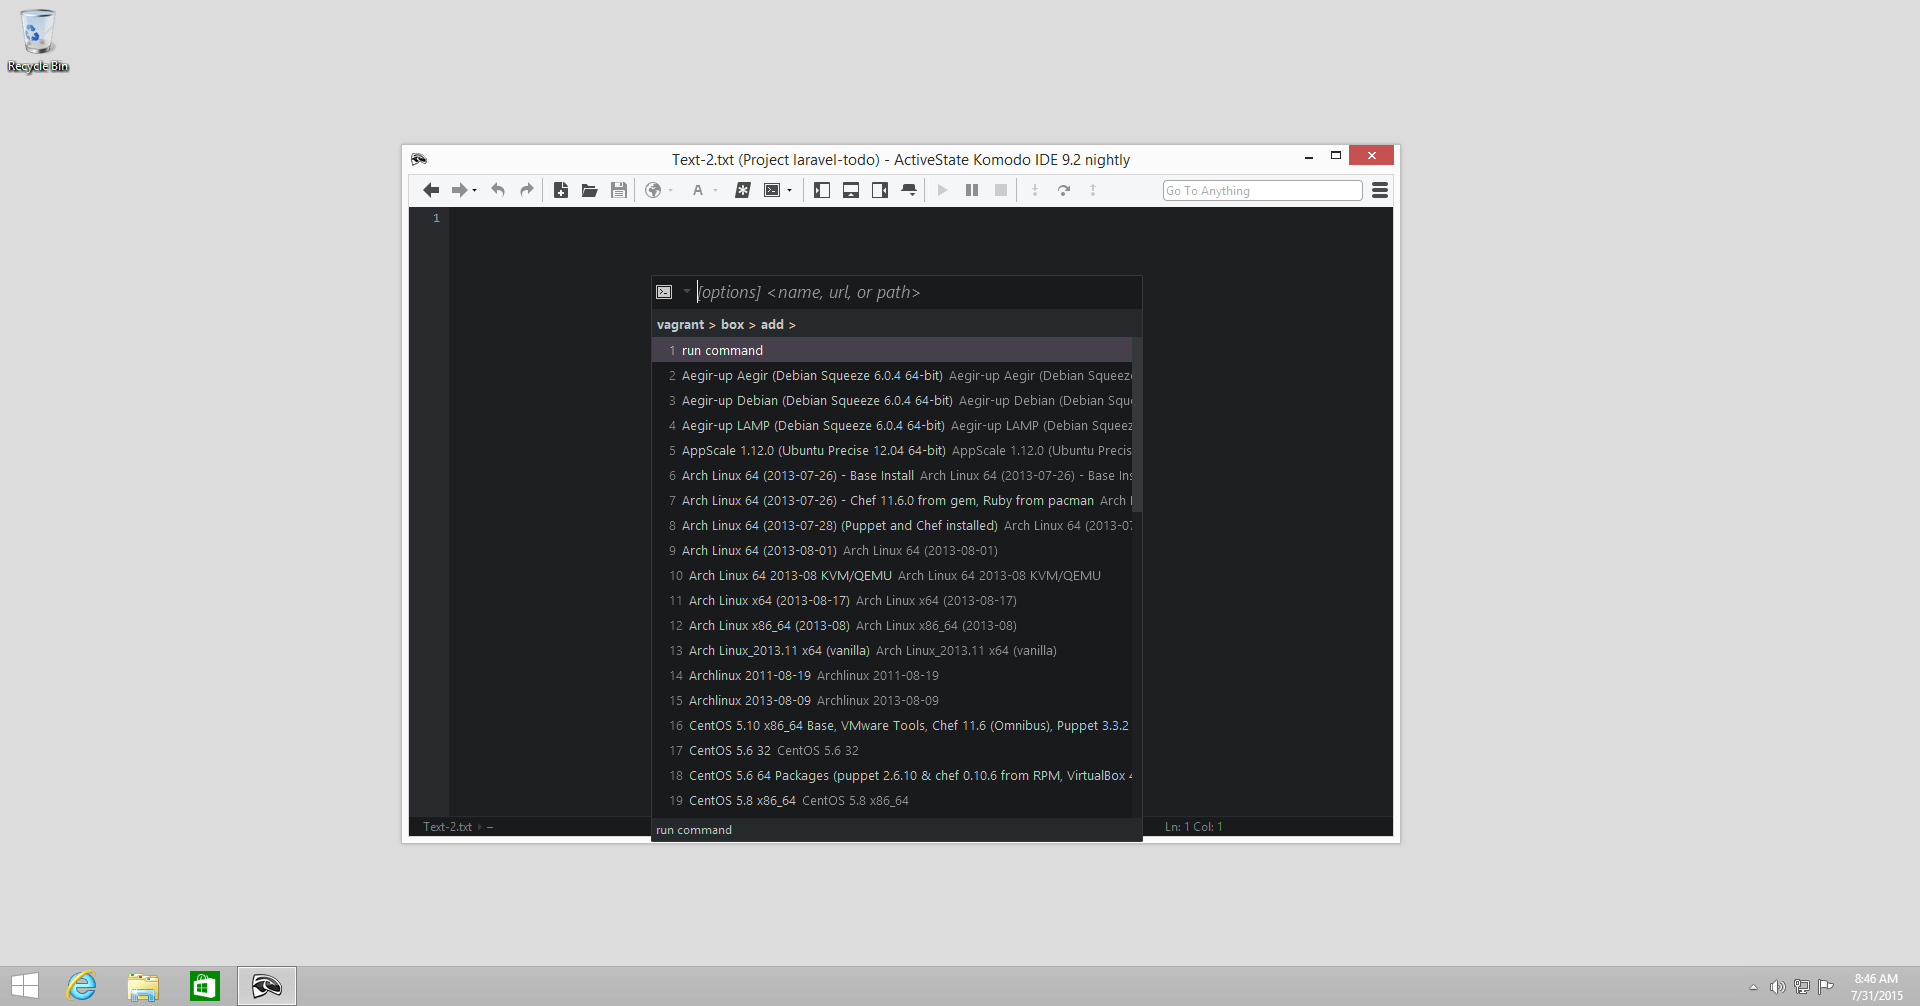 Recycle Bin
Text-2.txt (Project laravel-todo) - ActiveState Komodo IDE 9.2 nightly
A
Go To Anything
1
[options] <name, url, or path>
vagrant > box > add >
1 run command
2 Aegir-up Aegir (Debian Squeeze 6.0.4 64-bit) Aegir-up Aegir (Debian Squeeze
3 Aegir-up Debian (Debian Squeeze 6.0.4 64-bit) Aegir-up Debian (Debian Sque
4 Aegir-up LAMP (Debian Squeeze 6.0.4 64-bit) Aegir-up LAMP (Debian Squeez
5 AppScale 1.12.0 (Ubuntu Precise 12.04 64-bit) AppScale 1.12.0 (Ubuntu Precis
6 Arch Linux 64 (2013-07-26) - Base Install Arch Linux 64 (2013-07-26) - Base Ins
7 Arch Linux 64 (2013-07-26) - Chef 11.6.0 from gem, Ruby from pacman Arch
8 Arch Linux 64 (2013-07-28) (Puppet and Chef installed) Arch Linux 64 (2013-07
9 Arch Linux 64 (2013-08-01) Arch Linux 64 (2013-08-01)
10 Arch Linux 64 2013-08 KVM/QEMU Arch Linux 64 2013-08 KVM/QEMU
11 Arch Linux x64 (2013-08-17) Arch Linux x64 (2013-08-17)
12 Arch Linux x86_64 (2013-08) Arch Linux x86_64 (2013-08)
13 Arch Linux_2013.11 x64 (vanilla) Arch Linux_2013.11 x64 (vanilla)
14 Archlinux 2011-08-19 Archlinux 2011-08-19
15 Archlinux 2013-08-09 Archlinux 2013-08-09
16 CentOS 5.10 x86_64 Base, VMware Tools, Chef 11.6 (Omnibus), Puppet 3.3.2
17 CentOS 5.6 32 CentOS 5.6 32
18 CentOS 5.6 64 Packages (puppet 2.6.10 & chef 0.10.6 from RPM, VirtualBox 4
19 CentOS 5.8 x86_64 CentOS 5.8 x86_64
run command
Text-2.txt
Ln: 1 Col: 1
8:46 AM
7/31/2015